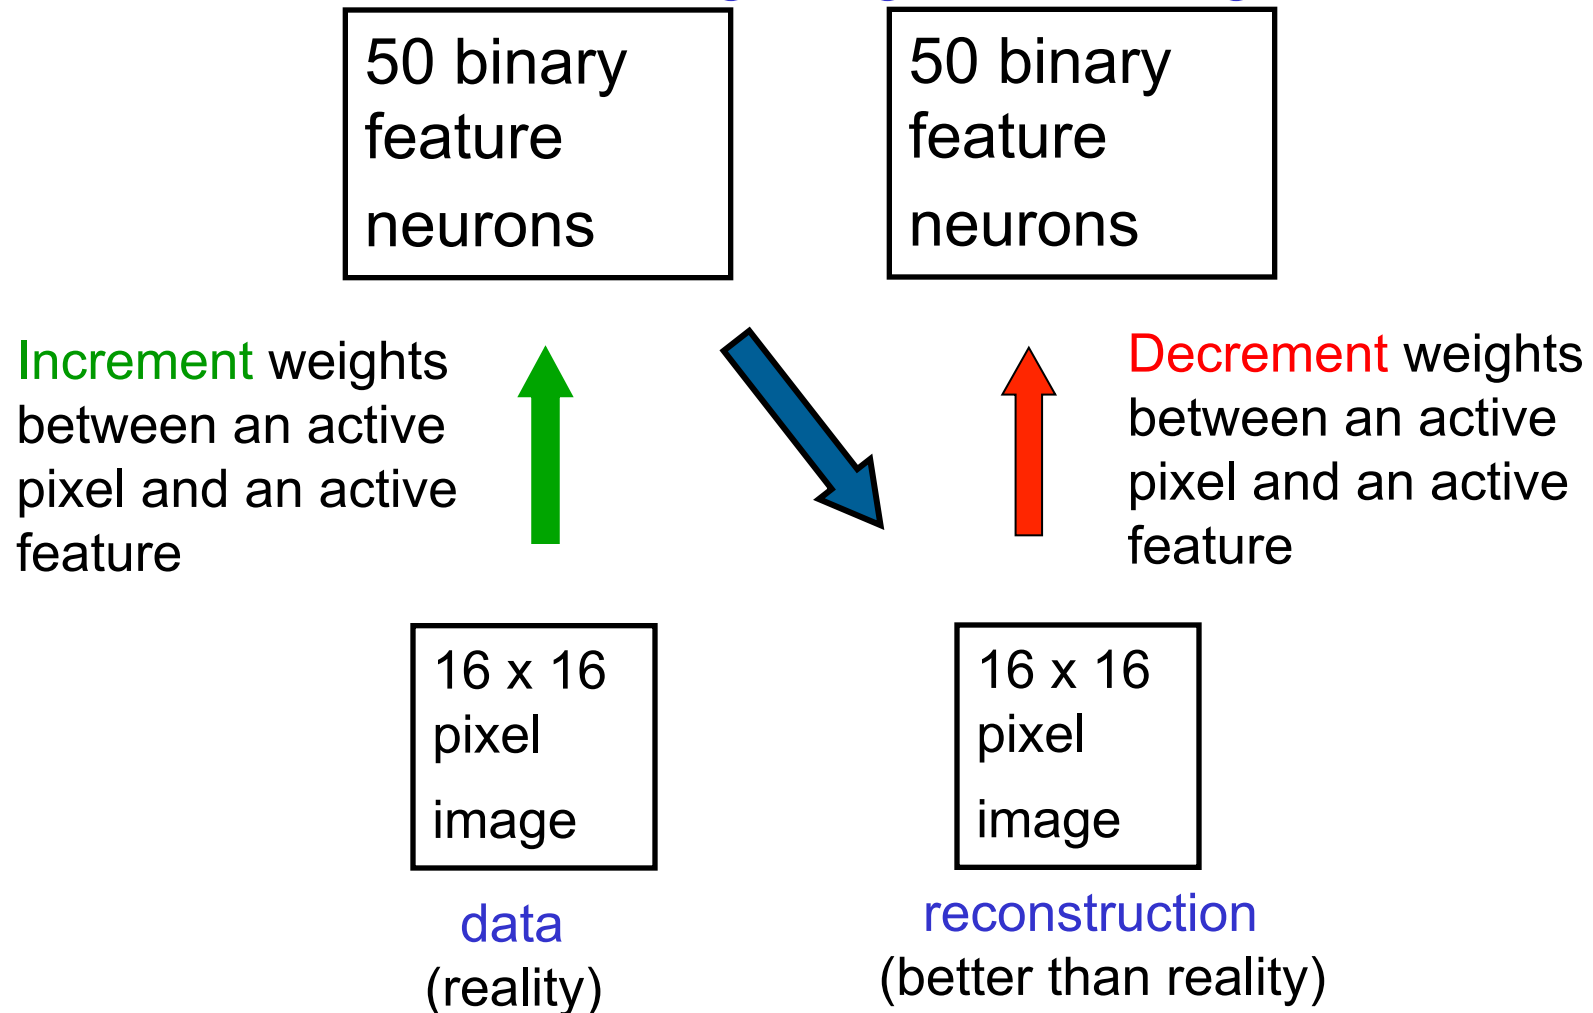 50 binary
feature
neurons
50 binary
feature
neurons
Increment weights
between an active
pixel and an active
feature
Decrement weights
between an active
pixel and an active
feature
16 x 16
pixel
image
16 x 16
pixel
image
data
(reality)
reconstruction
(better than reality)